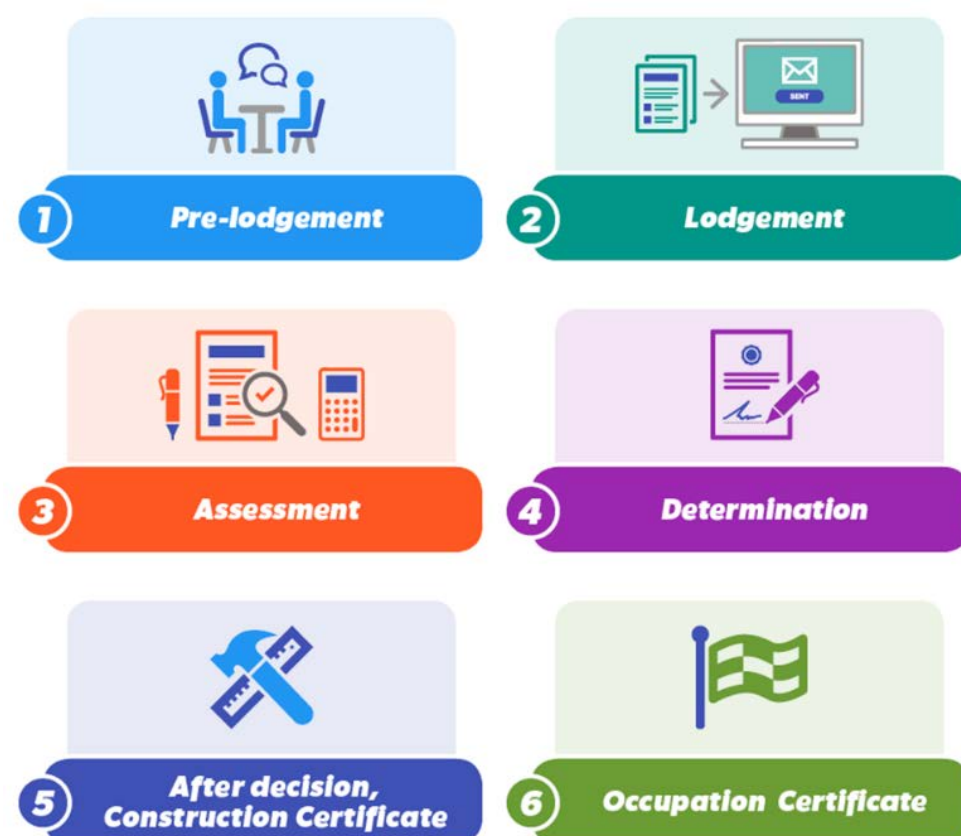 1 Pre-lodgement
2 Lodgement
SENT
3 Assessment
4 Determination
5 After decision,
Construction Certificate
6 Occupation Certificate